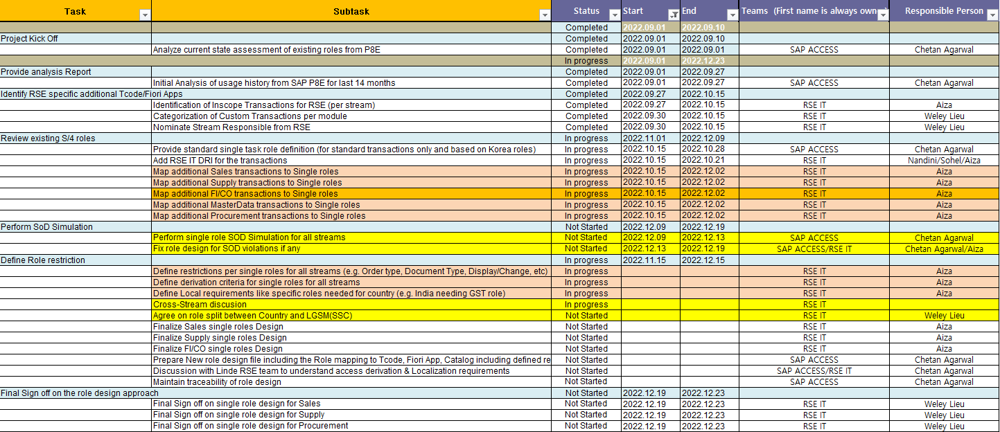 Task Subtask Status Start End Teams (First name is always own Responsible Person
Completed 2022.09.01 2022.09.10
Project Kick Off Completed 2022.09.01 2022.09.10
Analyze current state assessment of existing roles from P8E Completed 2022.09.01 2022.09.01 SAP ACCESS Chetan Agarwal
In progress 2022.09.01 2022.12.23
Provide analysis Report Completed 2022.09.01 2022.09.27
Initial Analysis of usage history from SAP P8E for last 14 months Completed 2022.09.01 2022.09.27 SAP ACCESS Chetan Agarwal
Identify RSE specific additional Tcode/Fiori Apps Completed 2022.09.27 2022.10.15
Identification of Inscope Transactions for RSE (per stream) Completed 2022.09.27 2022.10.15 RSE IT Aiza
Categorization of Custom Transactions per module Completed 2022.09.30 2022.10.15 RSE IT Weley Lieu
Nominate Stream Responsible from RSE Completed 2022.09.30 2022.10.15 RSE IT Weley Lieu
Review existing S/4 roles In progress 2022.11.01 2022.12.09
Provide standard single task role definition (for standard transactions only and based on Korea roles) In progress 2022.10.15 2022.10.28 SAP ACCESS Chetan Agarwal
Add RSE IT DRI for the transactions In progress 2022.10.15 2022.10.21 RSE IT Nandini/Sohel/Aiza
Map additional Sales transactions to Single roles In progress 2022.10.15 2022.12.02 RSE IT Aiza
Map additional Supply transactions to Single roles In progress 2022.10.15 2022.12.02 RSE IT Aiza
Map additional FI/CO transactions to Single roles In progress 2022.10.15 2022.12.02 RSE IT Aiza
Map additional MasterData transactions to Single roles In progress 2022.10.15 2022.12.02 RSE IT Aiza
Map additional Procurement transactions to Single roles In progress 2022.10.15 2022.12.02 RSE IT Aiza
Perform SoD Simulation Not Started 2022.12.09 2022.12.19
Perform single role SOD Simulation for all streams Not Started 2022.12.09 2022.12.13 SAP ACCESS Chetan Agarwal
Fix role design for SOD violations if any Not Started 2022.12.13 2022.12.19 SAP ACCESS/RSE IT Chetan Agarwal/Aiza
Define Role restriction In progress 2022.11.15 2022.12.15
Define restrictions per single roles for all streams (e.g. Order type, Document Type, Display/Change, etc) In progress RSE IT Aiza
Define derivation criteria for single roles for all streams In progress RSE IT Aiza
Define Local requirements like specific roles needed for country (e.g. India needing GST role) In progress RSE IT Aiza
Cross-Stream discusion In progress RSE IT
Agree on role split between Country and LGSM(SSC) Not Started RSE IT Weley Lieu
Finalize Sales single roles Design Not Started RSE IT Aiza
Finalize Supply single roles Design Not Started RSE IT Aiza
Finalize FI/CO single roles Design Not Started RSE IT Aiza
Prepare New role design file including the Role mapping to Tcode, Fiori App, Catalog including defined re Not Started SAP ACCESS Chetan Agarwal
Discussion with Linde RSE team to understand access derivation & Localization requirements Not Started SAP ACCESS/RSE IT Chetan Agarwal
Maintain traceability of role design Not Started SAP ACCESS Chetan Agarwal
Final Sign off on the role design approach Not Started 2022.12.19 2022.12.23
Final Sign off on single role design for Sales Not Started 2022.12.19 2022.12.23 RSE IT Weley Lieu
Final Sign off on single role design for Supply Not Started 2022.12.19 2022.12.23 RSE IT Weley Lieu
Final Sign off on single role design for Procurement Not Started 2022.12.19 2022.12.23 RSE IT Weley Lieu